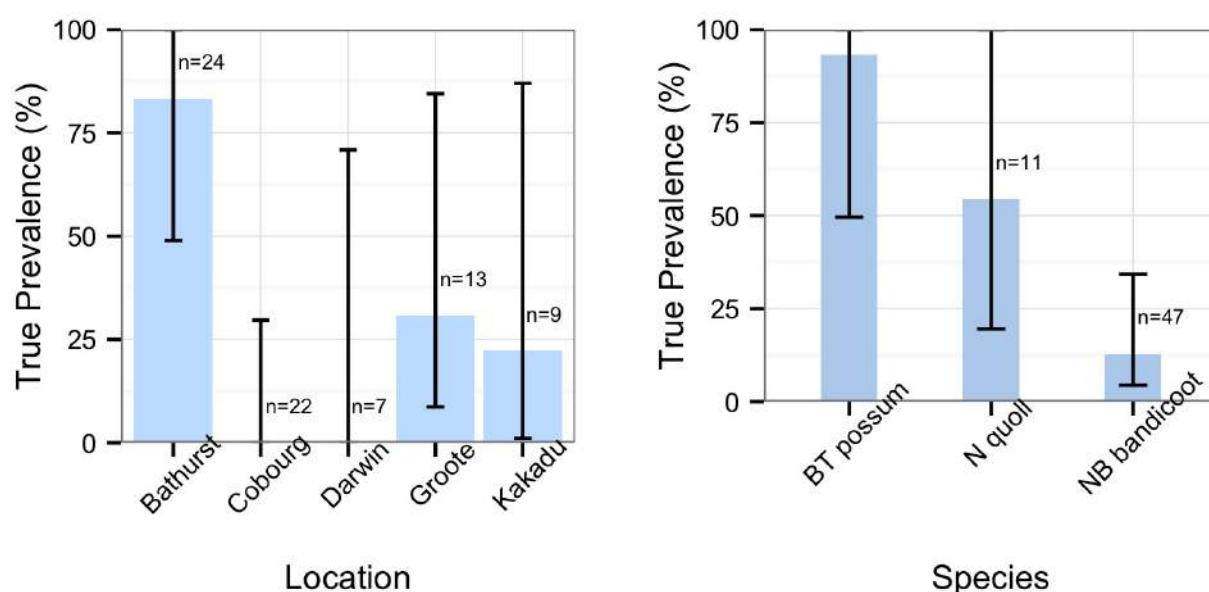 True Prevalence (%)
100
75
50
25
0
n=24
n=22
n=7
n=13
n=9
Bathurst
Cobourg
Darwin
Groote
Kakadu
Location
True Prevalence (%)
100
75
50
25
0
n=11
n=47
BT possum
N quoll
NB bandicoot
Species